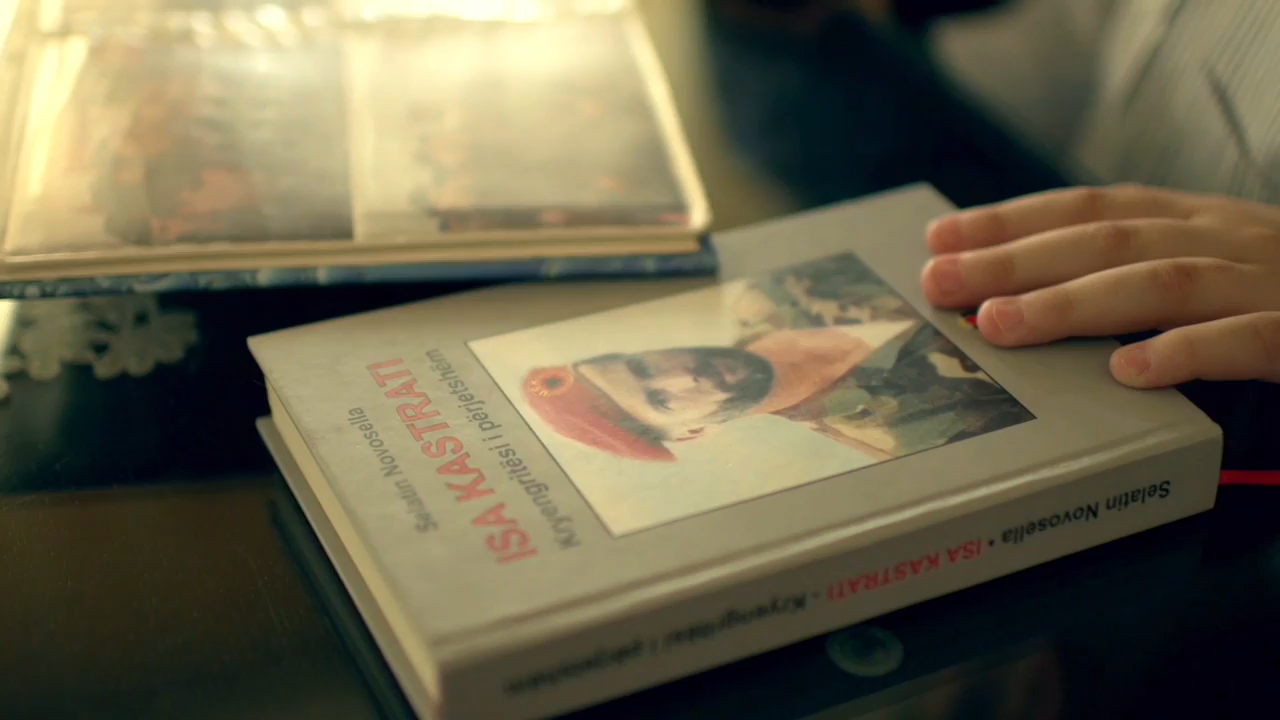 Selatin Novosella
ISA KASTRATI
Kryengritësi i përjetshëm
Selatin Novosella • ISA KASTRATI - Kryengritësi i përjetshëm